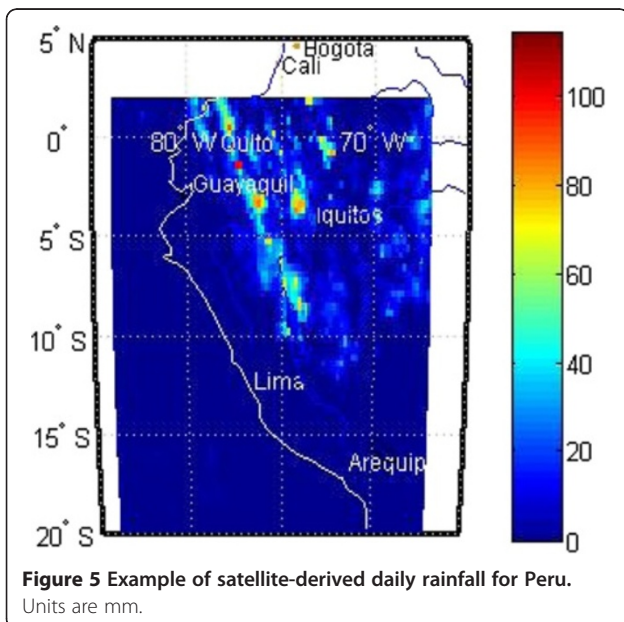 5° N
Bogota
Cali
100
0°
80° W Quito
70° W
80
Guayaquil
Iquitos
5° S
60
10° S
40
Lima
15° S
Arequip
20
20° S
0
Figure 5 Example of satellite-derived daily rainfall for Peru.
Units are mm.